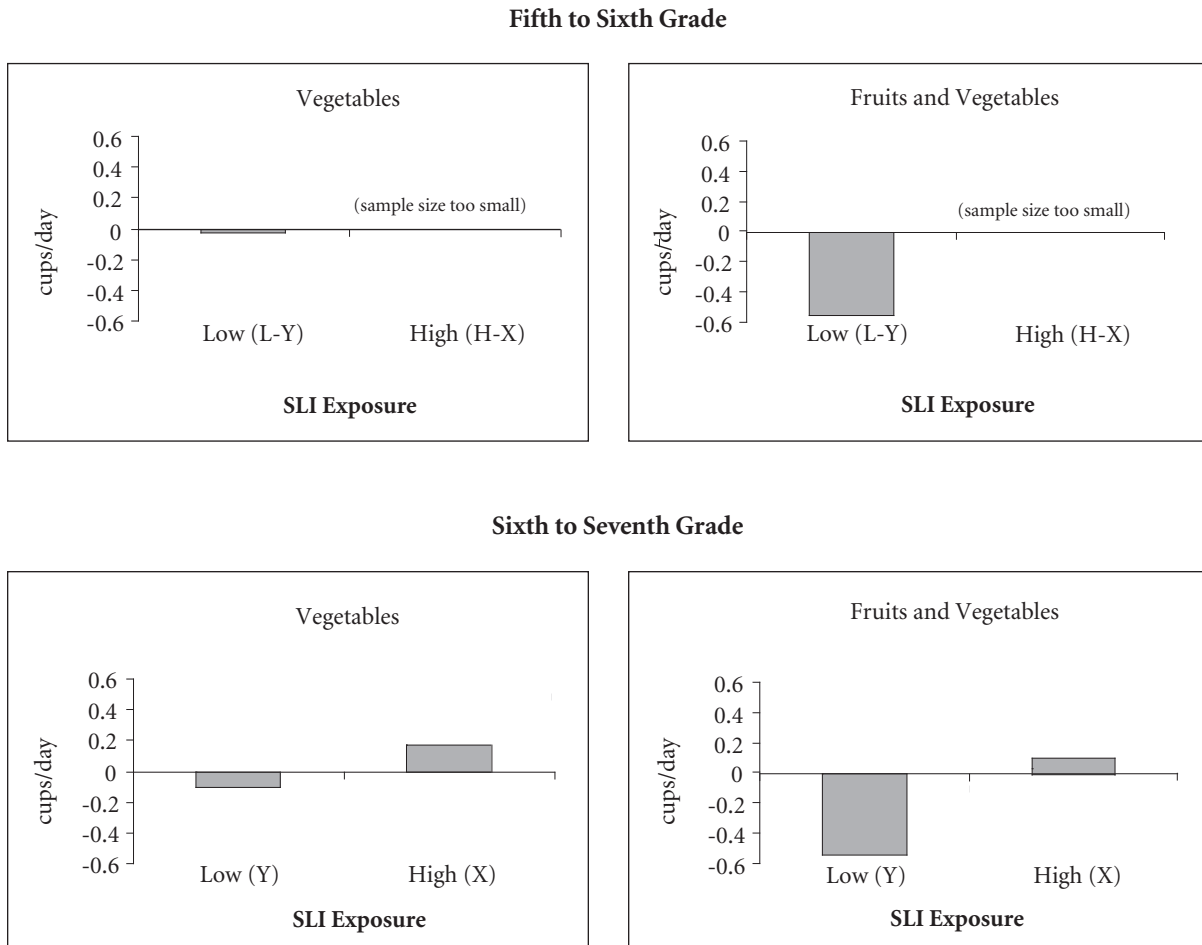 Fifth to Sixth Grade
Vegetables
0.6
0.4
0.2
0
-0.2
-0.4
-0.6
cups/day
(sample size too small)
Low (L-Y)
High (H-X)
SLI Exposure
Fruits and Vegetables
0.6
0.4
0.2
0
-0.2
-0.4
-0.6
cups/day
(sample size too small)
Low (L-Y)
High (H-X)
SLI Exposure
Sixth to Seventh Grade
Vegetables
0.6
0.4
0.2
0
-0.2
-0.4
-0.6
cups/day
Low (Y)
High (X)
SLI Exposure
Fruits and Vegetables
0.6
0.4
0.2
0
-0.2
-0.4
-0.6
cups/day
Low (Y)
High (X)
SLI Exposure